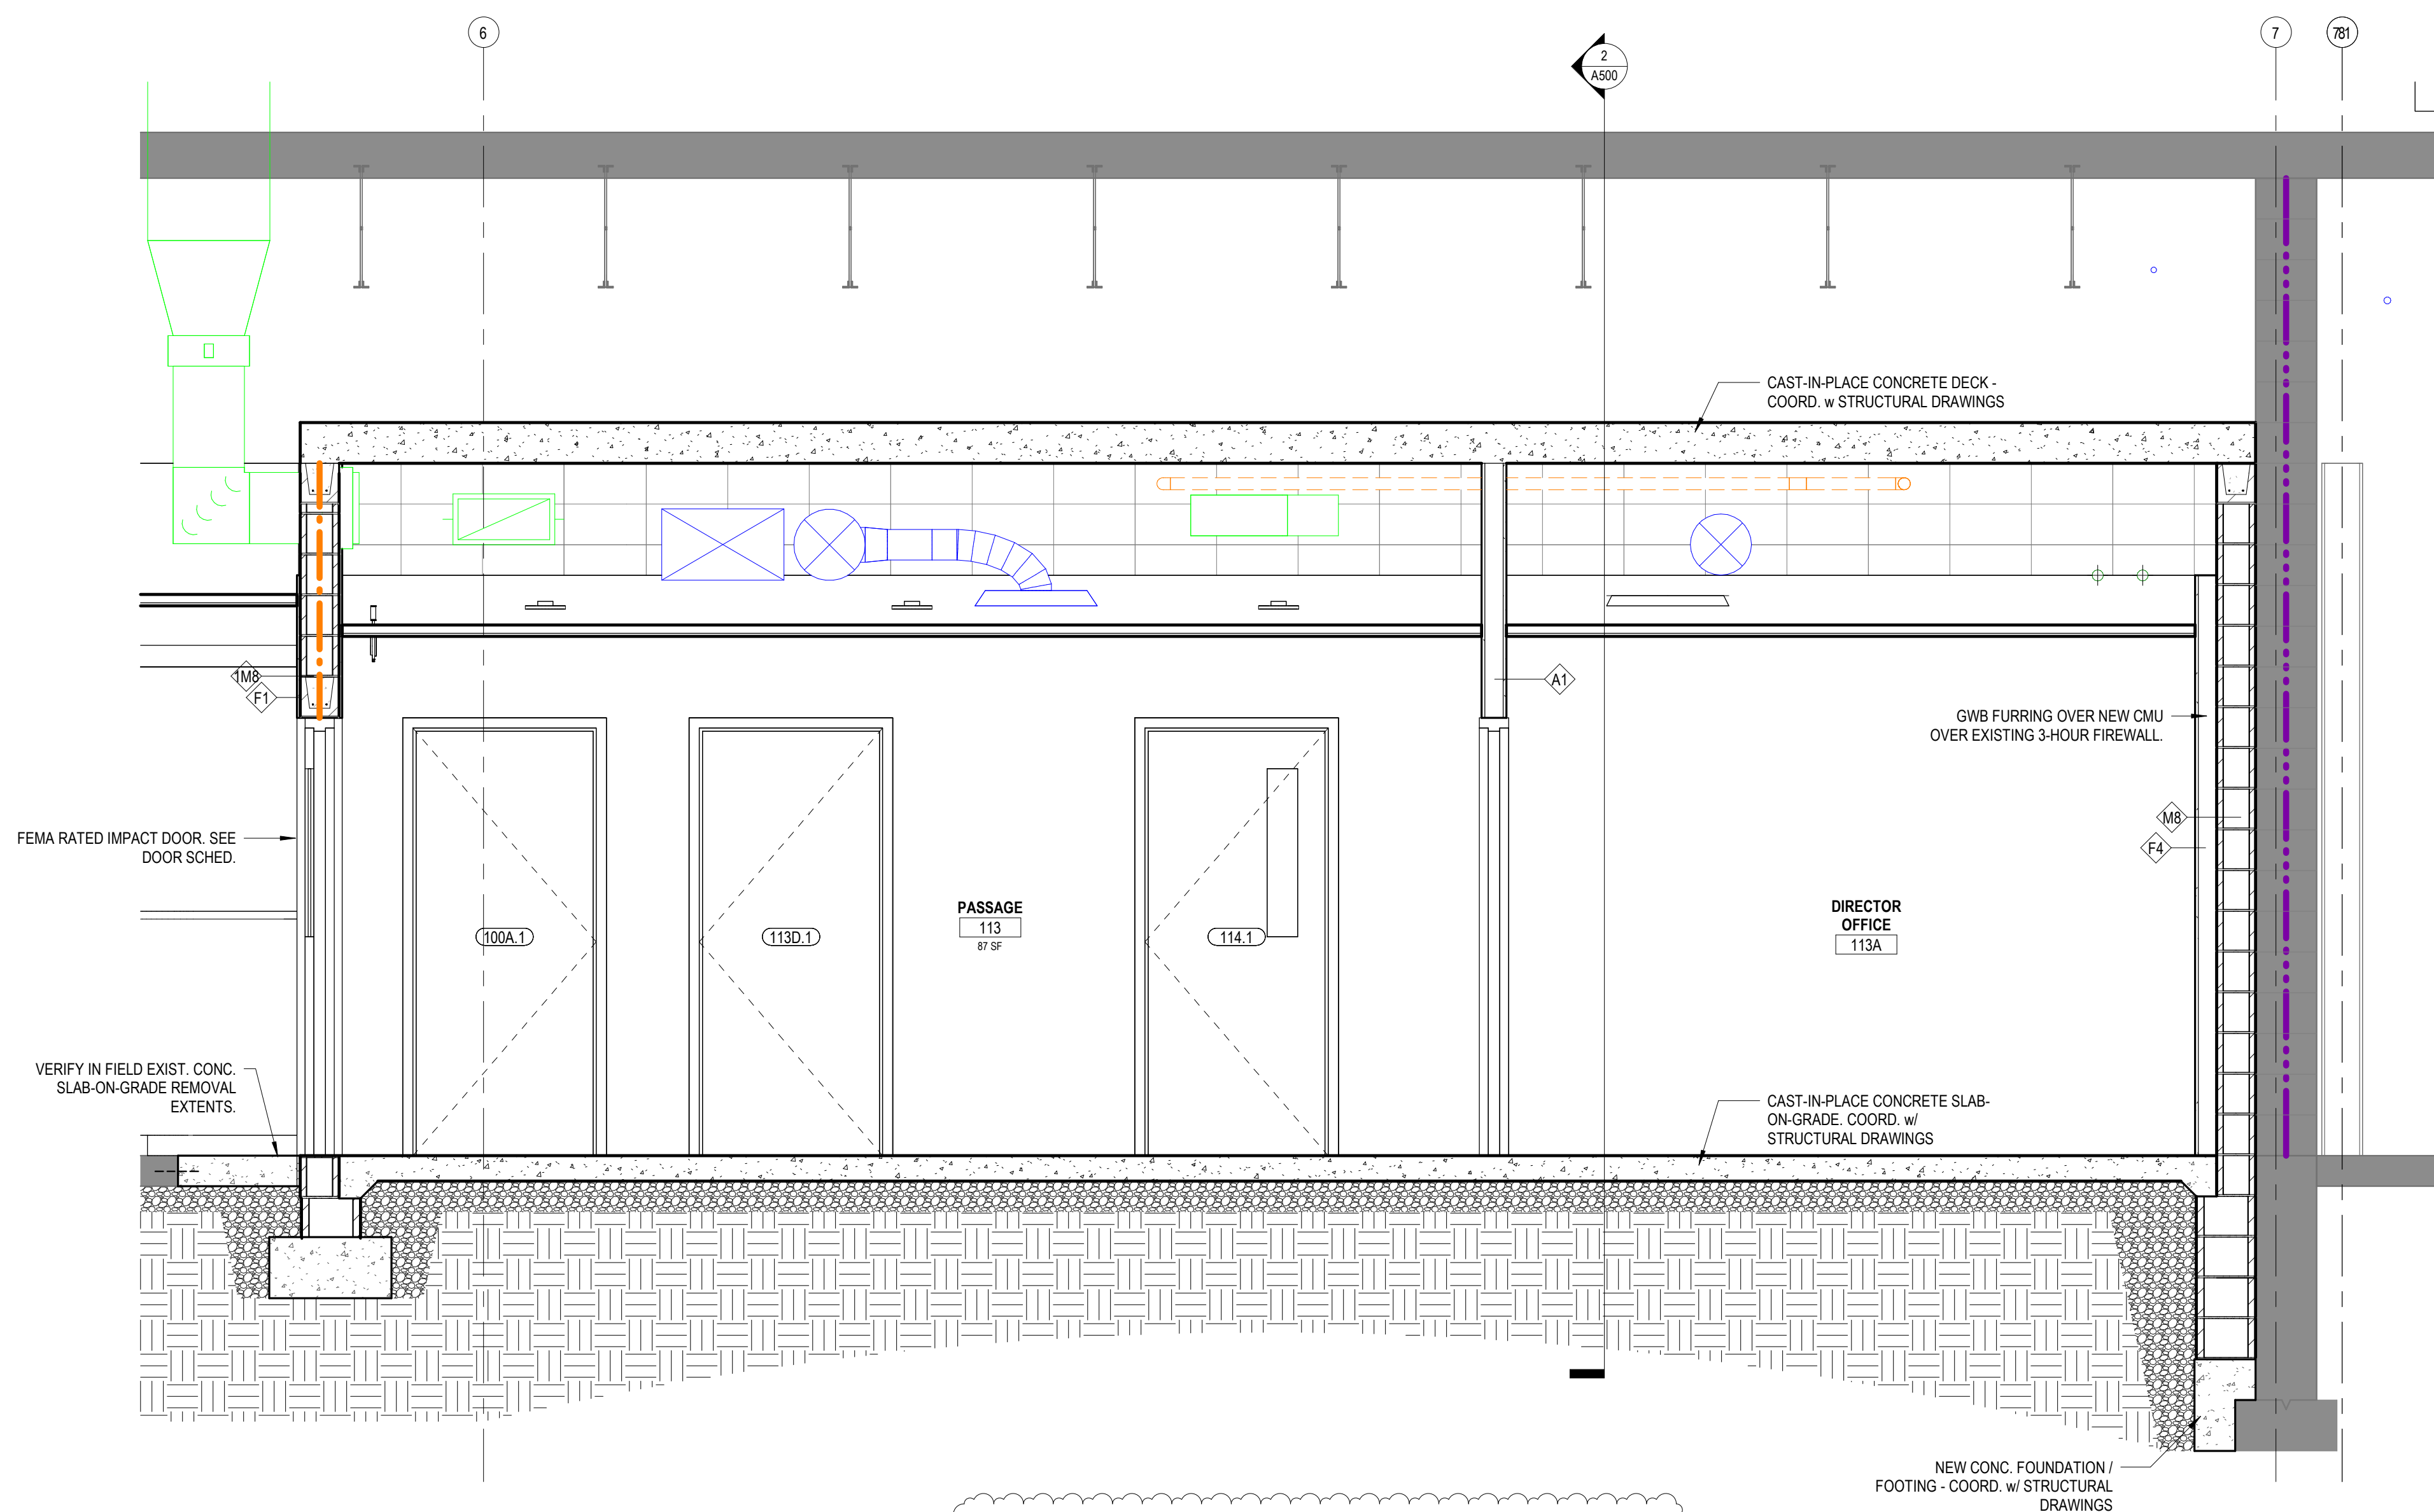 6
2
A500
7
781
CAST-IN-PLACE CONCRETE DECK -
COORD. w STRUCTURAL DRAWINGS
1M8
F1
A1
GWB FURRING OVER NEW CMU
OVER EXISTING 3-HOUR FIREWALL.
FEMA RATED IMPACT DOOR. SEE
DOOR SCHED.
M8
F4
100A.1
113D.1
PASSAGE
113
87 SF
114.1
DIRECTOR
OFFICE
113A
VERIFY IN FIELD EXIST. CONC.
SLAB-ON-GRADE REMOVAL
EXTENTS.
CAST-IN-PLACE CONCRETE SLAB-
ON-GRADE. COORD. w/
STRUCTURAL DRAWINGS
NEW CONC. FOUNDATION /
FOOTING - COORD. w/ STRUCTURAL
DRAWINGS